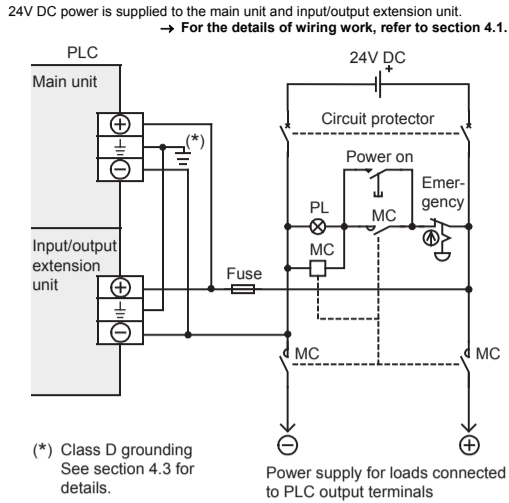 24V DC power is supplied to the main unit and input/output extension unit.
→ For the details of wiring work, refer to section 4.1.
PLC
24V DC
+
Main unit
Circuit protector
(*)
Power on
Emer-
gency
PL
MC
MC
Input/output
extension
unit
Fuse
MC
MC
(*) Class D grounding
See section 4.3 for
details.
Power supply for loads connected
to PLC output terminals